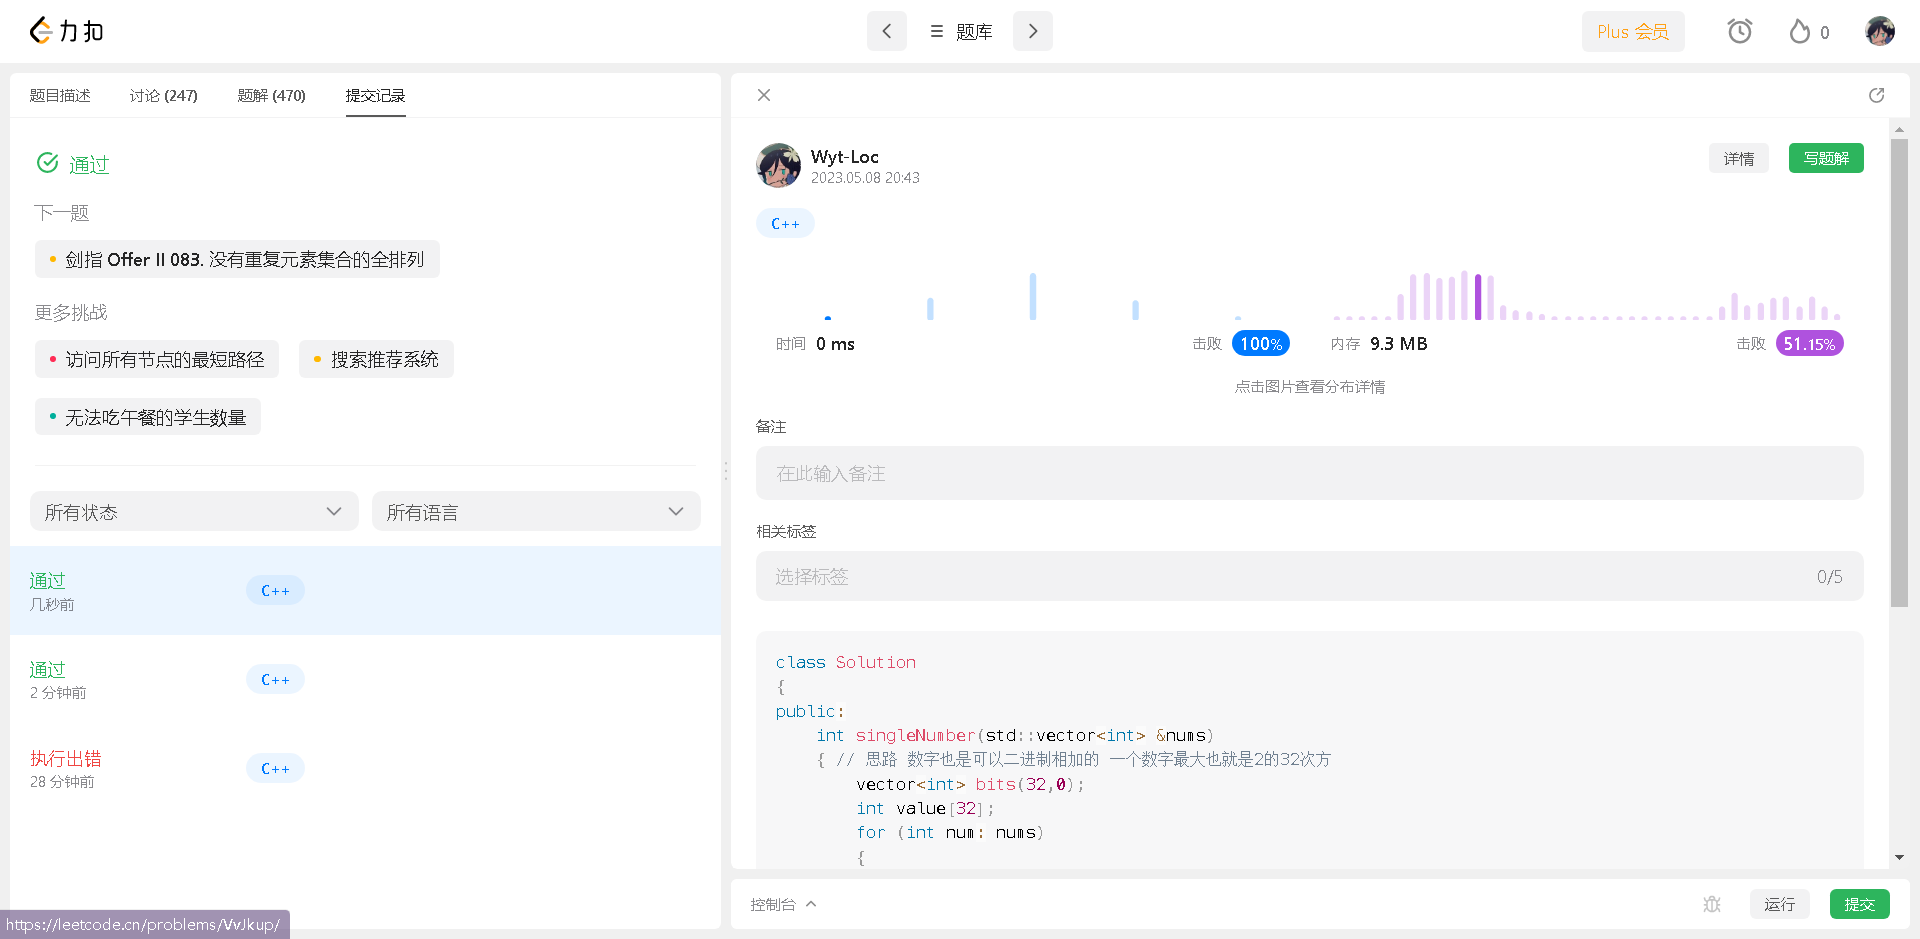 力扣
题库
Plus 会员
0
题目描述
讨论 (247)
题解 (470)
提交记录
通过
下一题
剑指 Offer II 083. 没有重复元素集合的全排列
更多挑战
访问所有节点的最短路径
搜索推荐系统
无法吃午餐的学生数量
所有状态
所有语言
通过
几秒前
C++
通过
2 分钟前
C++
执行出错
28 分钟前
C++
https://leetcode.cn/problems/VvJkup/
Wyt-Loc
2023.05.08 20:43
详情
写题解
C++
时间 0 ms
击败 100%
内存 9.3 MB
击败 51.15%
点击图片查看分布详情
备注
在此输入备注
相关标签
选择标签
0/5
class Solution
{
public:
int singleNumber(std::vector<int> &nums)
{ // 思路 数字也是可以二进制相加的 一个数字最大也就是2的32次方
vector<int> bits(32,0);
int value[32];
for (int num: nums)
{
控制台
运行
提交